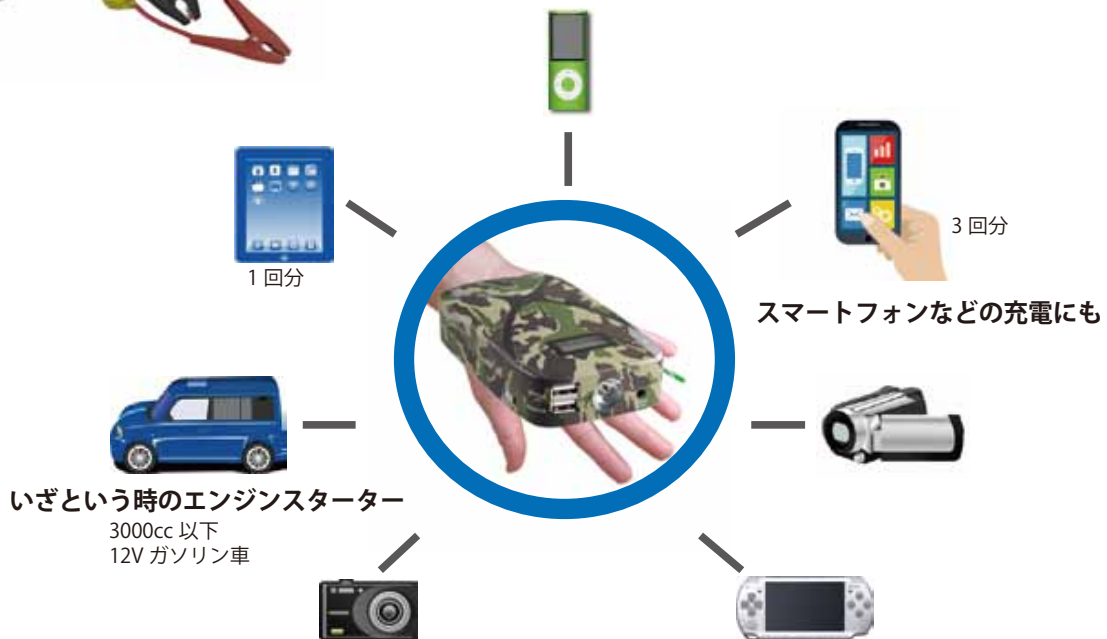 1 回分
3 回分
スマートフォンなどの充電にも
いざという時のエンジンスターター
3000cc 以下
12V ガソリン車